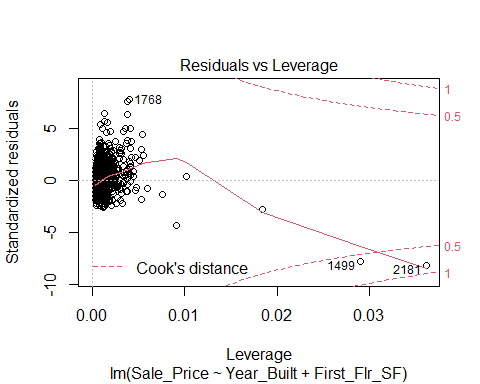 Residuals vs Leverage
Standardized residuals
5
0
-5
-10
1768
1
0.5
0.5
1
1499
2181
Cook's distance
0.00 0.01 0.02 0.03
Leverage
lm(Sale_Price ~ Year_Built + First_Flr_SF)